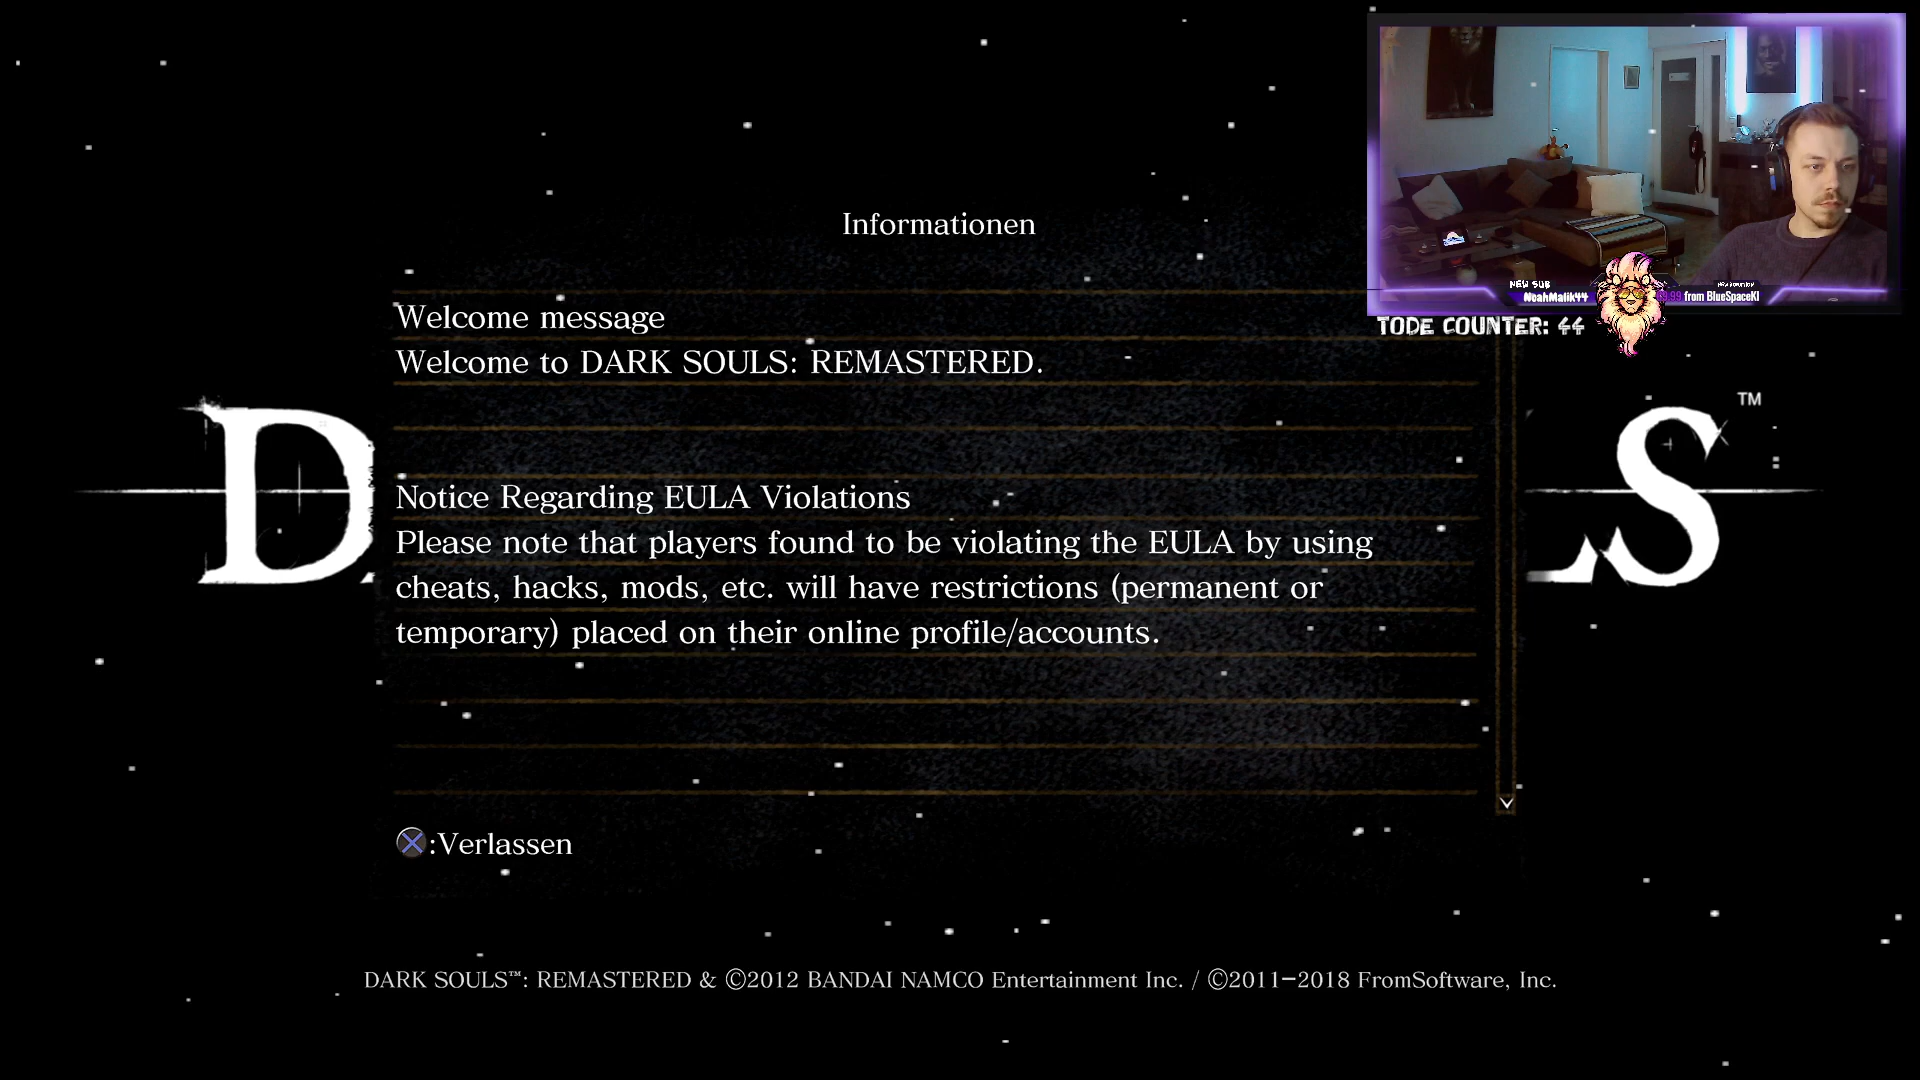 Informationen
Welcome message
Welcome to DARK SOULS: REMASTERED.
Notice Regarding EULA Violations
Please note that players found to be violating the EULA by using
cheats, hacks, mods, etc. will have restrictions (permanent or
temporary) placed on their online profile/accounts.
:Verlassen
D
LS™
DARK SOULS™: REMASTERED & ©2012 BANDAI NAMCO Entertainment Inc. / ©2011-2018 FromSoftware, Inc.
NEW SUB
NoahMalik44
from BlueSpaceKI
TODE COUNTER: 44